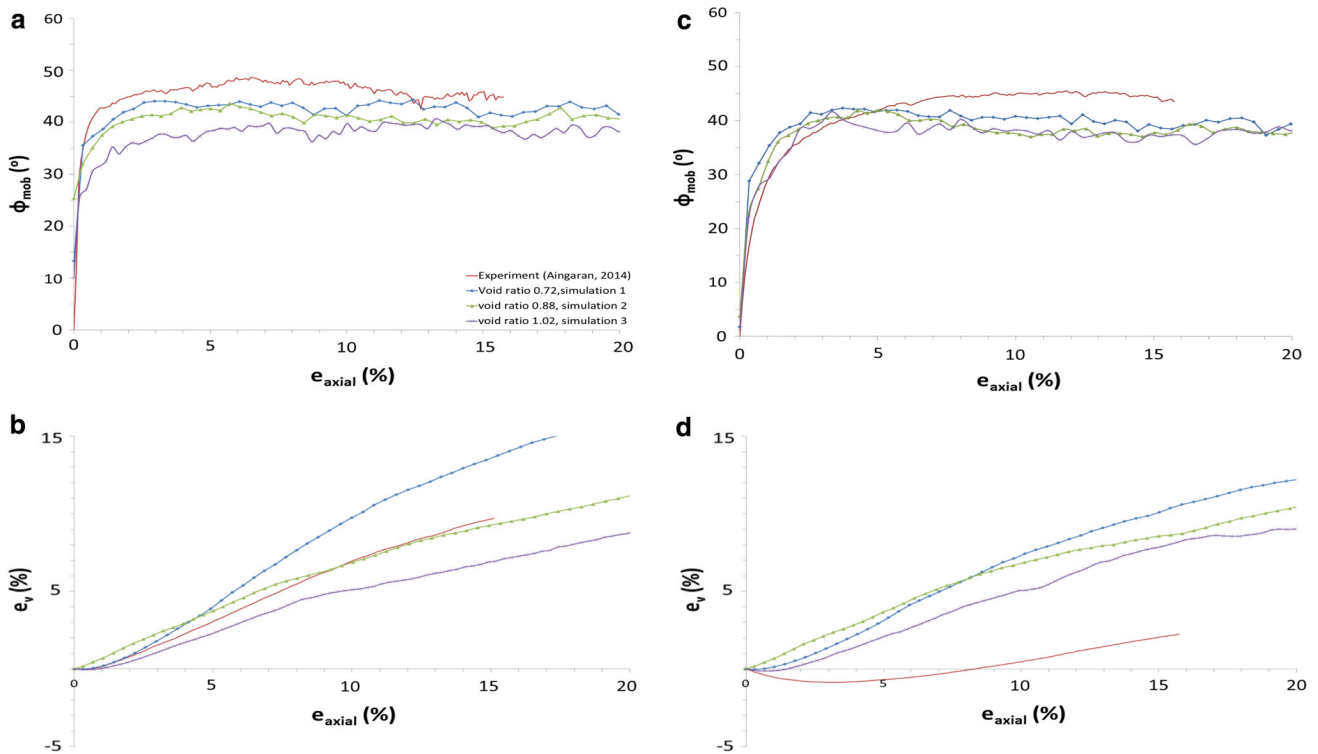 a
60
50
40
30
20
10
0
ϕmob (º)
0 5 10 15 20
eaxial (%)
Experiment (Aingaran, 2014)
Void ratio 0.72,simulation 1
void ratio 0.88, simulation 2
void ratio 1.02, simulation 3
c
60
50
40
30
20
10
0
ϕmob (º)
0 5 10 15 20
eaxial (%)
b
15
5
-5
ev (%)
0 5 10 15 20
eaxial (%)
d
15
5
-5
ev (%)
0 5 10 15 20
eaxial (%)